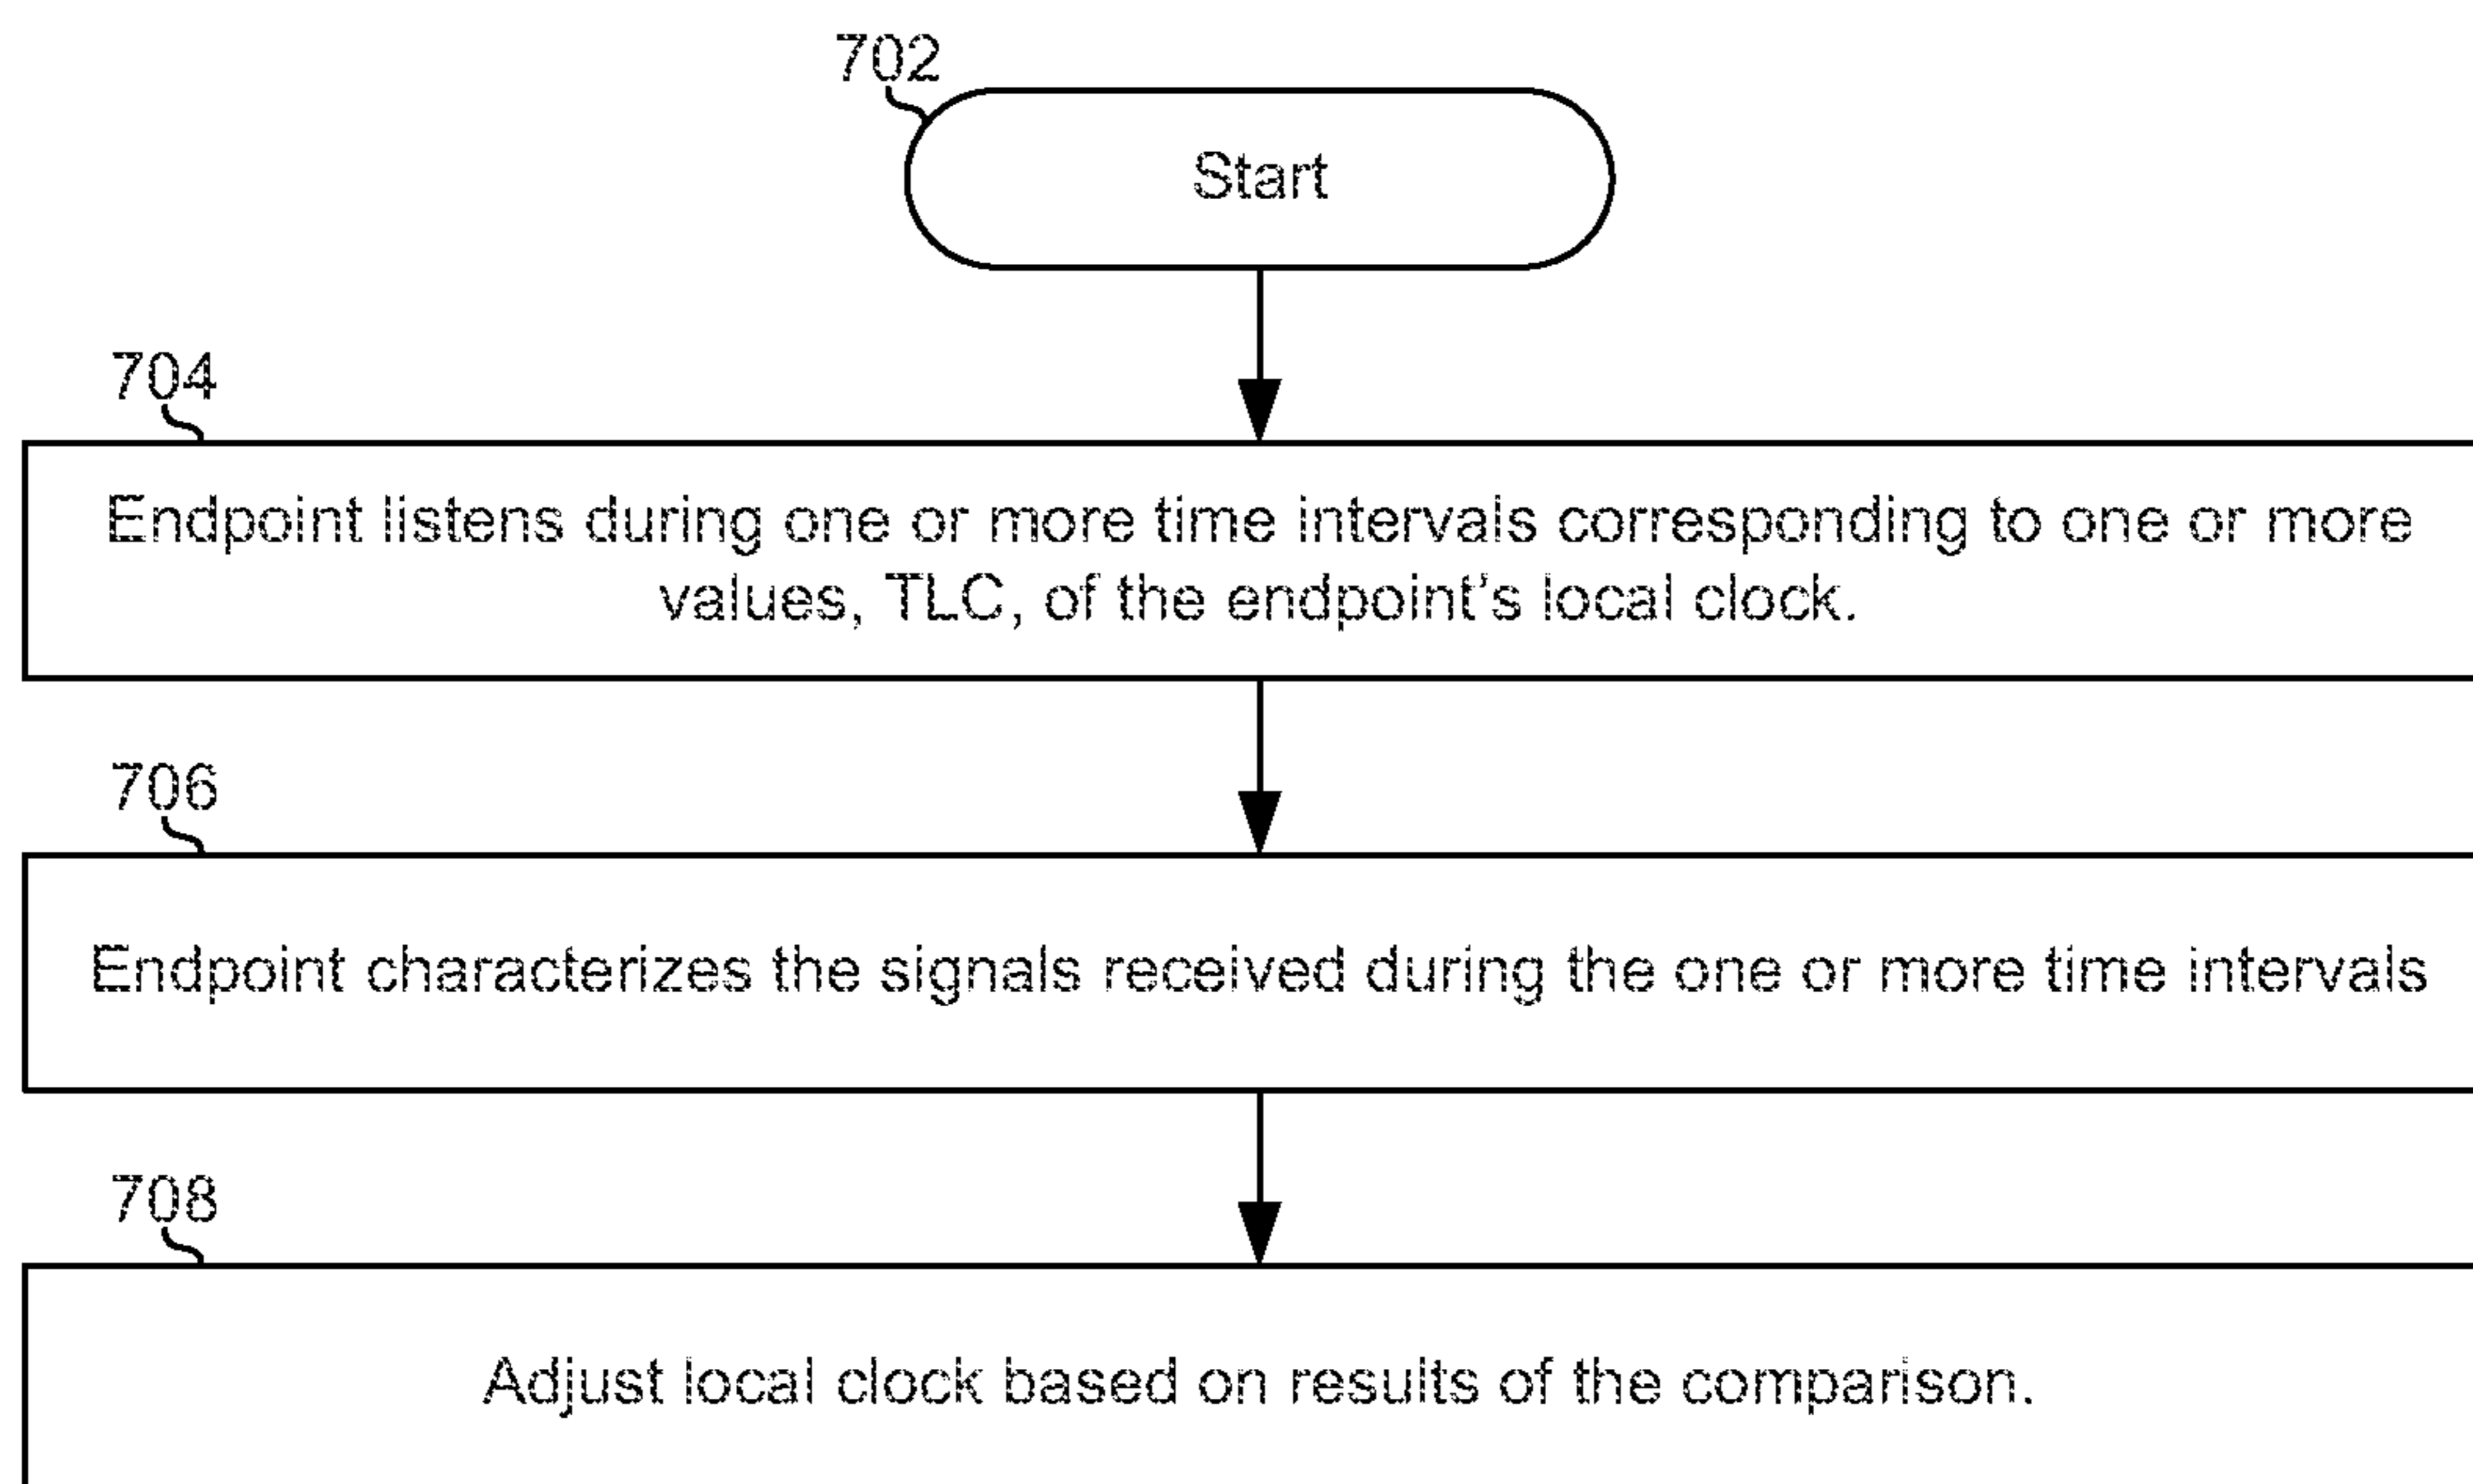 702
Start
704
Endpoint listens during one or more time intervals corresponding to one or more
values, TLC, of the endpoint's local clock.
706
Endpoint characterizes the signals received during the one or more time intervals
708
Adjust local clock based on results of the comparison.